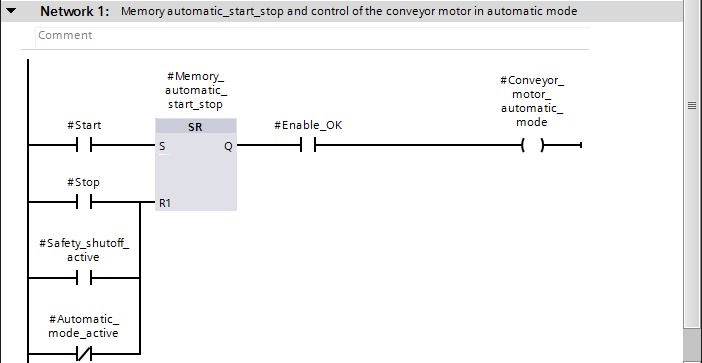 Network 1: Memory automatic_start_stop and control of the conveyor motor in automatic mode
Comment
#Memory_
automatic_
start_stop
#Conveyor_
motor_
automatic_
mode
#Start
SR
#Enable_OK
S
Q
#Stop
R1
#Safety_shutoff_
active
#Automatic_
mode_active